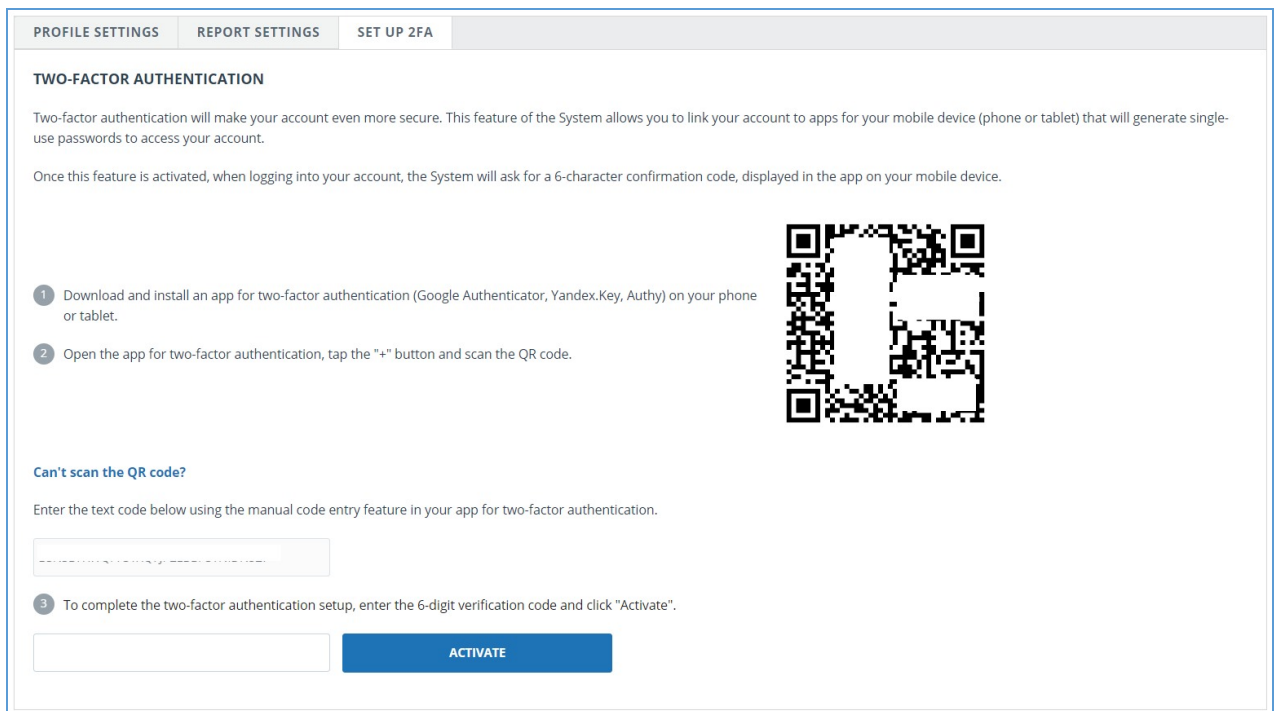 PROFILE SETTINGS REPORT SETTINGS SET UP 2FA
TWO-FACTOR AUTHENTICATION
Two-factor authentication will make your account even more secure. This feature of the System allows you to link your account to apps for your mobile device (phone or tablet) that will generate single-
use passwords to access your account.
Once this feature is activated, when logging into your account, the System will ask for a 6-character confirmation code, displayed in the app on your mobile device.
1 Download and install an app for two-factor authentication (Google Authenticator, Yandex.Key, Authy) on your phone
or tablet.
2 Open the app for two-factor authentication, tap the "+" button and scan the QR code.
Can't scan the QR code?
Enter the text code below using the manual code entry feature in your app for two-factor authentication.
3 To complete the two-factor authentication setup, enter the 6-digit verification code and click "Activate".
ACTIVATE